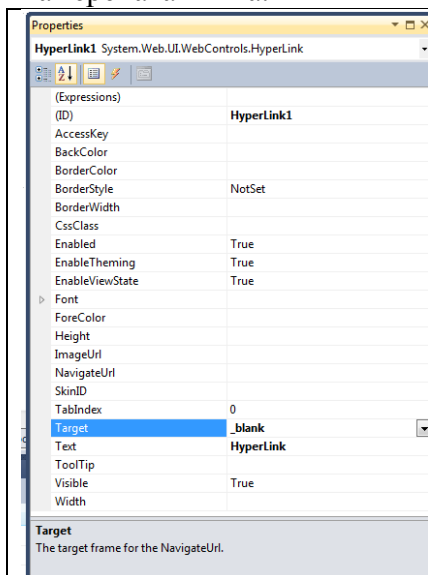 Properties
HyperLink1 System.Web.UI.WebControls.HyperLink
(Expressions)
(ID) HyperLink1
AccessKey
BackColor
BorderColor
BorderStyle NotSet
BorderWidth
CssClass
Enabled True
EnableTheming True
EnableViewState True
Font
ForeColor
Height
ImageUrl
NavigateUrl
SkinID
TabIndex 0
Target _blank
Text HyperLink
ToolTip
Visible True
Width
Target
The target frame for the NavigateUrl.